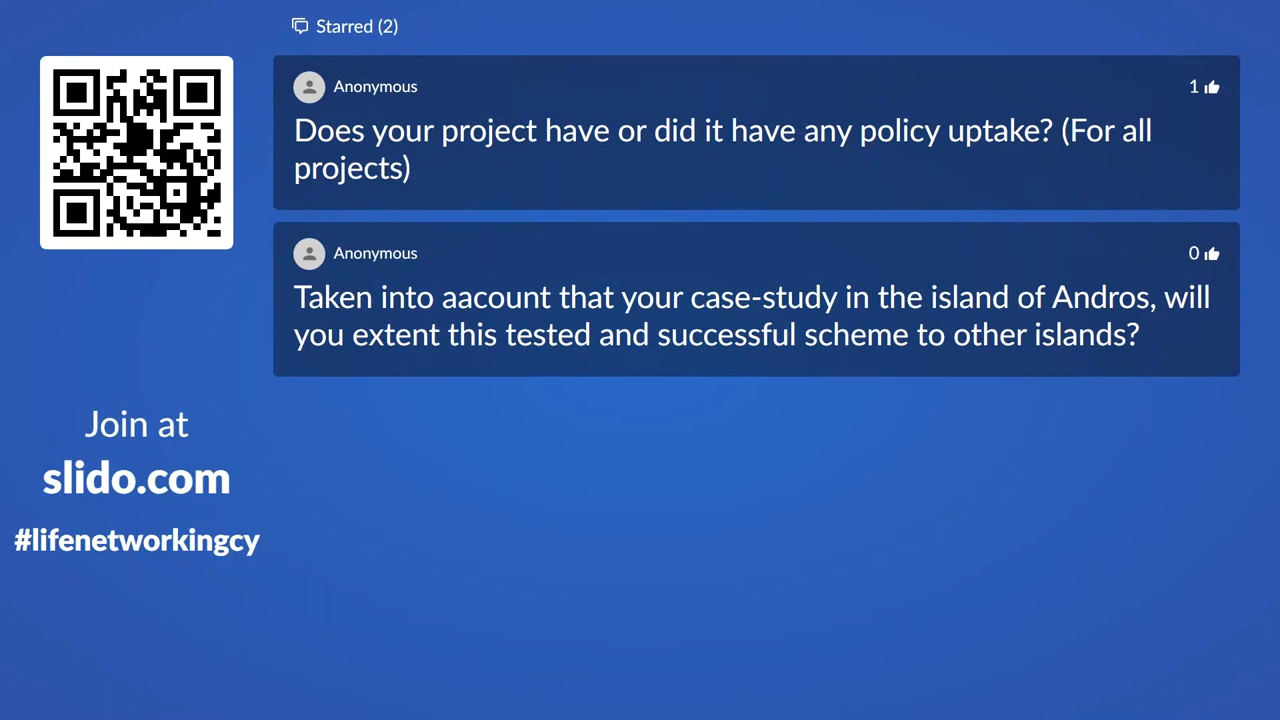 Starred (2)
Anonymous
1
Does your project have or did it have any policy uptake? (For all
projects)
Anonymous
0
Taken into aacount that your case-study in the island of Andros, will
you extent this tested and successful scheme to other islands?
Join at
slido.com
#lifenetworkingcy